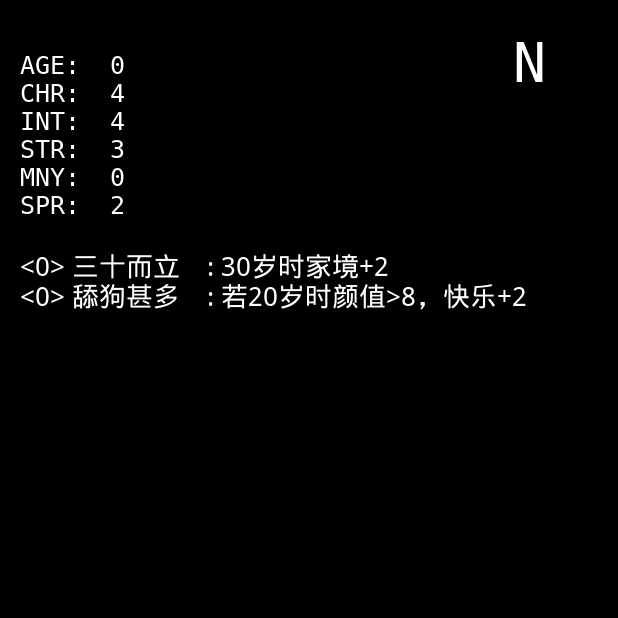 N
AGE: 0
CHR: 4
INT: 4
STR: 3
MNY: 0
SPR: 2
<0> 三十而立 :30岁时家境+2
<0> 舔狗甚多 :若20岁时颜值>8，快乐+2